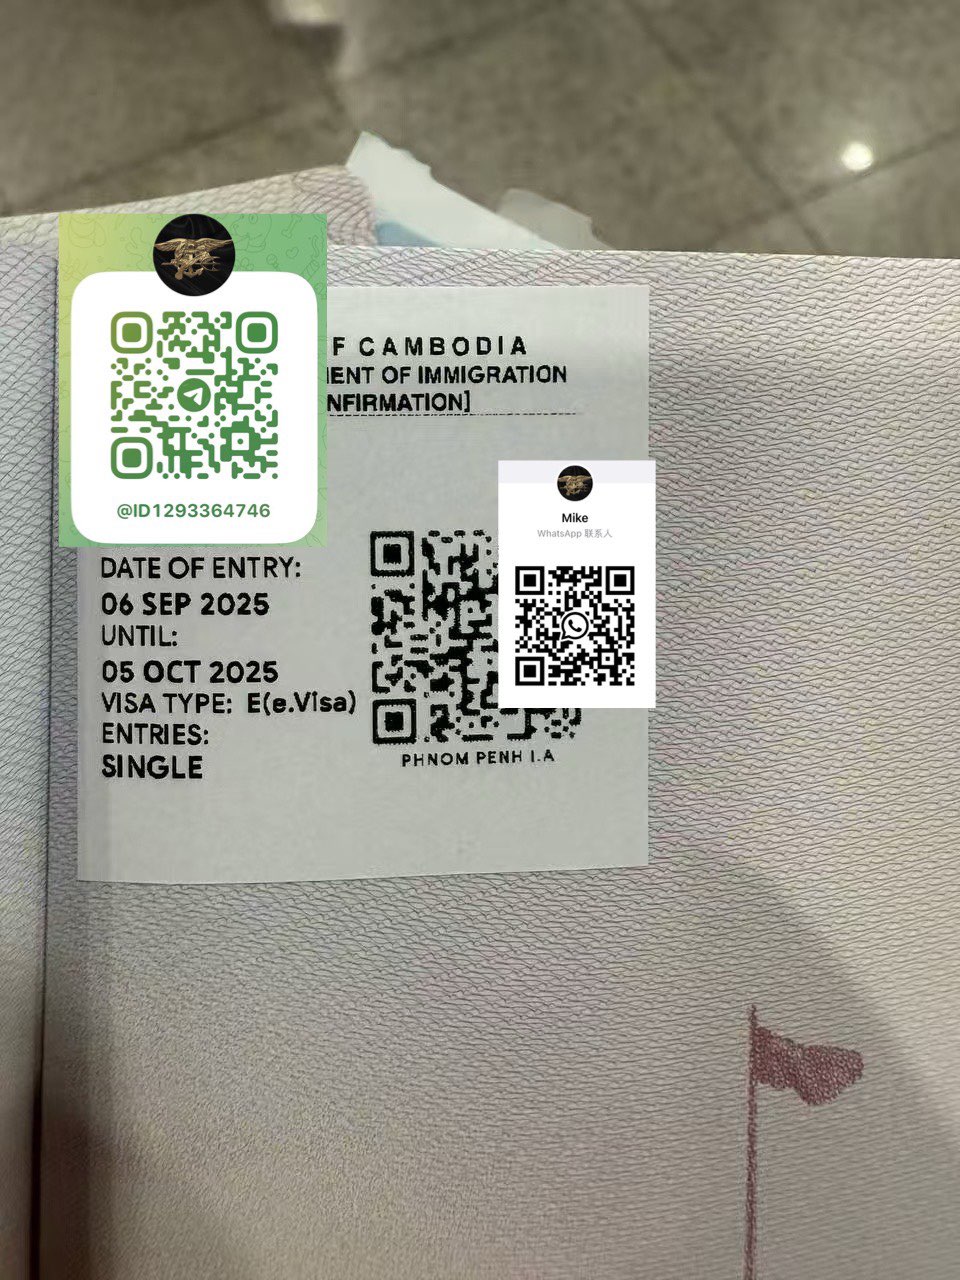 F CAMBODIA
MENT OF IMMIGRATION
NFIRMATION]
@ID1293364746
Mike
WhatsApp 联系人
DATE OF ENTRY:
06 SEP 2025
UNTIL:
05 OCT 2025
VISA TYPE: E(e.Visa)
ENTRIES:
SINGLE
PHNOM PENH I.A